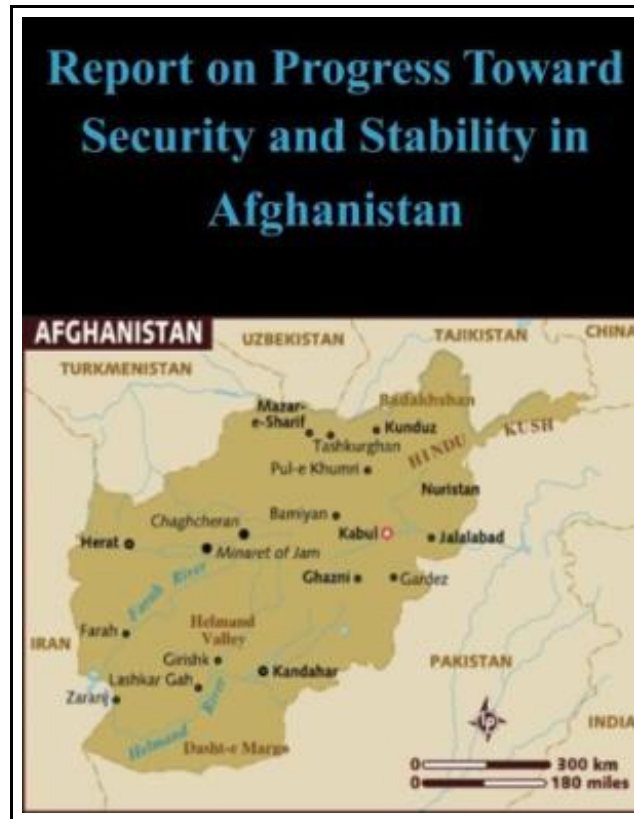 Report on Progress Toward
Security and Stability in
Afghanistan
AFGHANISTAN
UZBEKISTAN
TAJIKISTAN
CHINA
TURKMENISTAN
Mazar-
e-Sharif
Badakhshan
Kunduz
Tashkurghan
HINDU KUSH
Pul-e Khumri
Nuristan
Chaghcheran
Bamiyan
Herat
Kabul
Jalalabad
Minaret of Jam
Farah River
Ghazni
Gardez
Helmand
Valley
Farah
IRAN
Girishk
Lashkar Gah
Kandahar
PAKISTAN
Zaranj
Helmand River
Dasht-e Margo
INDIA
lp
0 300 km
0 180 miles